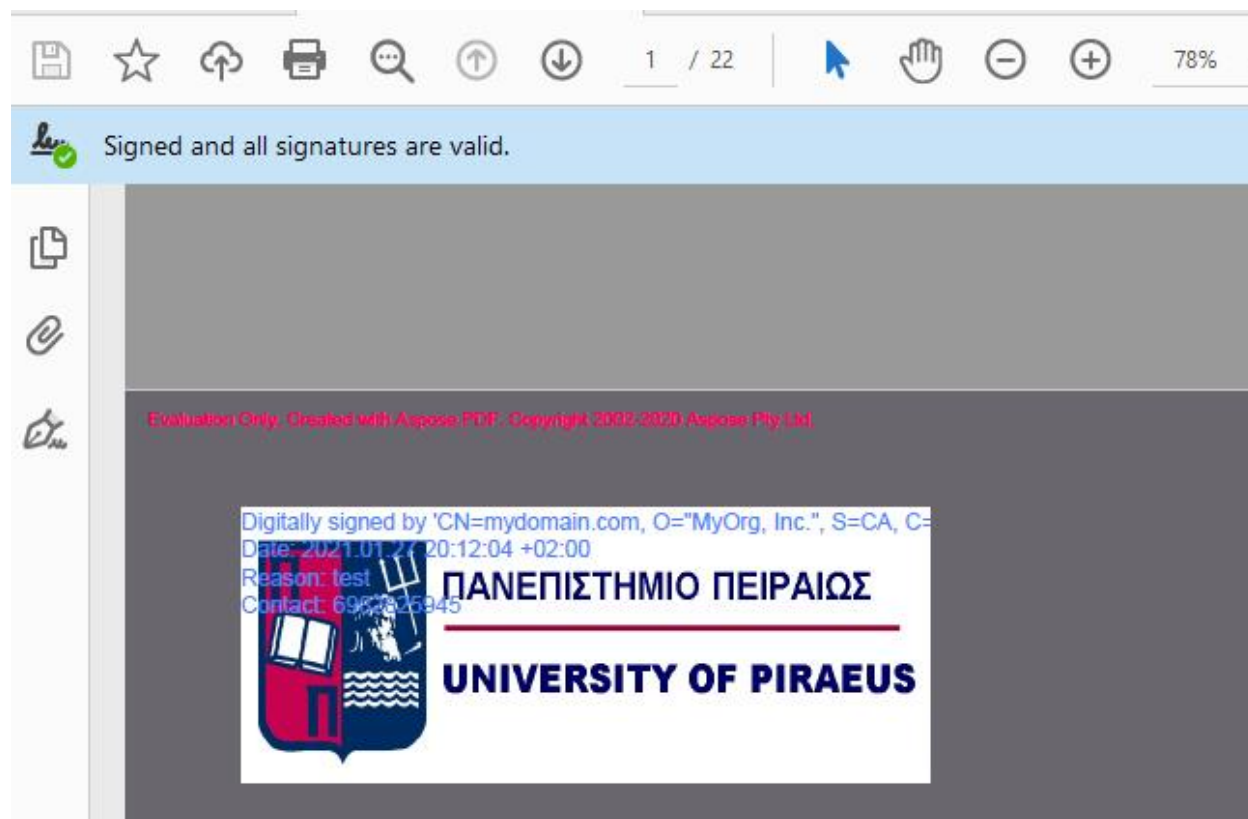 1 / 22
78%
Signed and all signatures are valid.
Evaluation Only. Created with Aspose.PDF. Copyright 2002-2020 Aspose Pty Ltd.
Digitally signed by 'CN=mydomain.com, O="MyOrg, Inc.", S=CA, C=
Date: 2021.01.27 20:12:04 +02:00
Reason: test
Contact:
ΠΑΝΕΠΙΣΤΗΜΙΟ ΠΕΙΡΑΙΩΣ
UNIVERSITY OF PIRAEUS